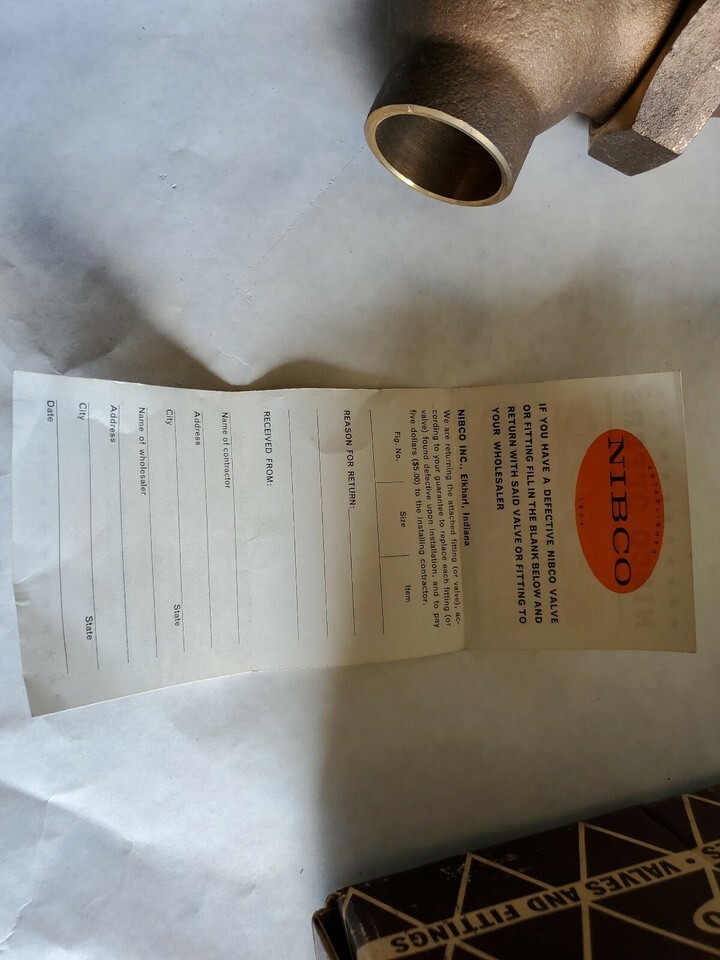 ESTABLISHED
NIBCO
1904
IF YOU HAVE A DEFECTIVE NIBCO VALVE
OR FITTING FILL IN THE BLANK BELOW AND
RETURN WITH SAID VALVE OR FITTING TO
YOUR WHOLESALER
NIBCO INC., Elkhart, Indiana
We are returning the attached fitting (or valve), ac-
cording to your guarantee to replace each fitting (or
valve) found defective upon installation, and to pay
five dollars ($5.00) to the installing contractor.
Fig. No. Size Item
REASON FOR RETURN:
RECEIVED FROM:
Name of contractor
Address
City State
Name of wholesaler
Address
City State
Date
VALVES AND FITTINGS